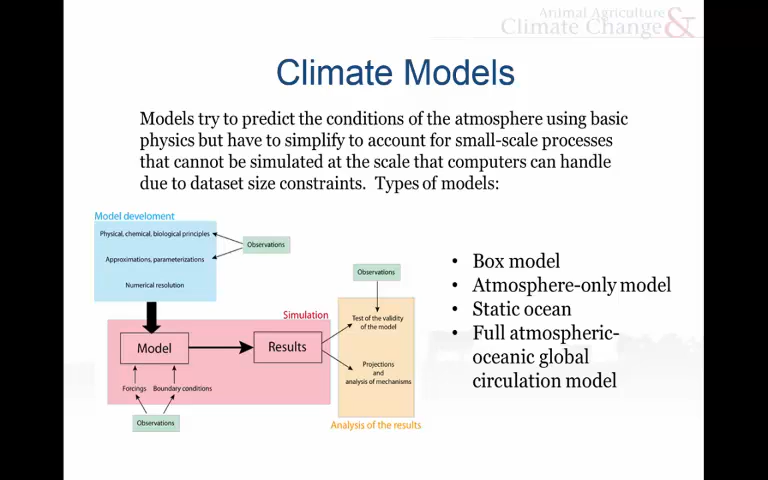 Animal Agriculture
Climate Change &
Climate Models
Models try to predict the conditions of the atmosphere using basic
physics but have to simplify to account for small-scale processes
that cannot be simulated at the scale that computers can handle
due to dataset size constraints.  Types of models:
Model develoment
Physical, chemical, biological principles
Approximations, parameterizations
Numerical resolution
Observations
Simulation
Model
Results
Forcings
Boundary conditions
Observations
Observations
Test of the validity
of the model
Projections
and
analysis of mechanisms
Analysis of the results
• Box model
• Atmosphere-only model
• Static ocean
• Full atmospheric-
oceanic global
circulation model